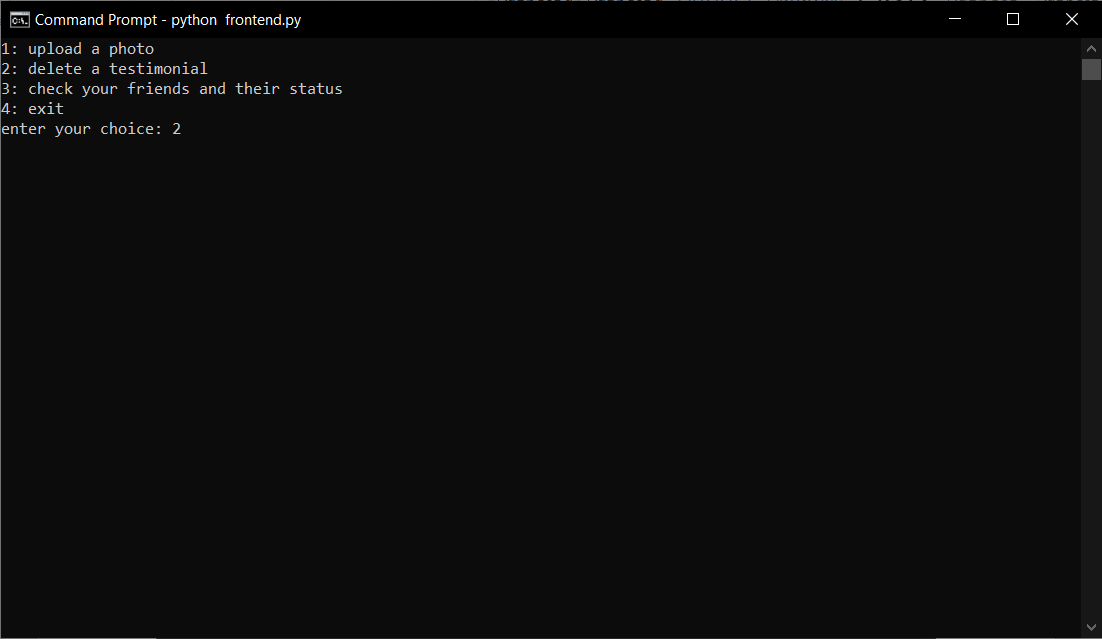 Command Prompt - python  frontend.py
1: upload a photo
2: delete a testimonial
3: check your friends and their status
4: exit
enter your choice: 2